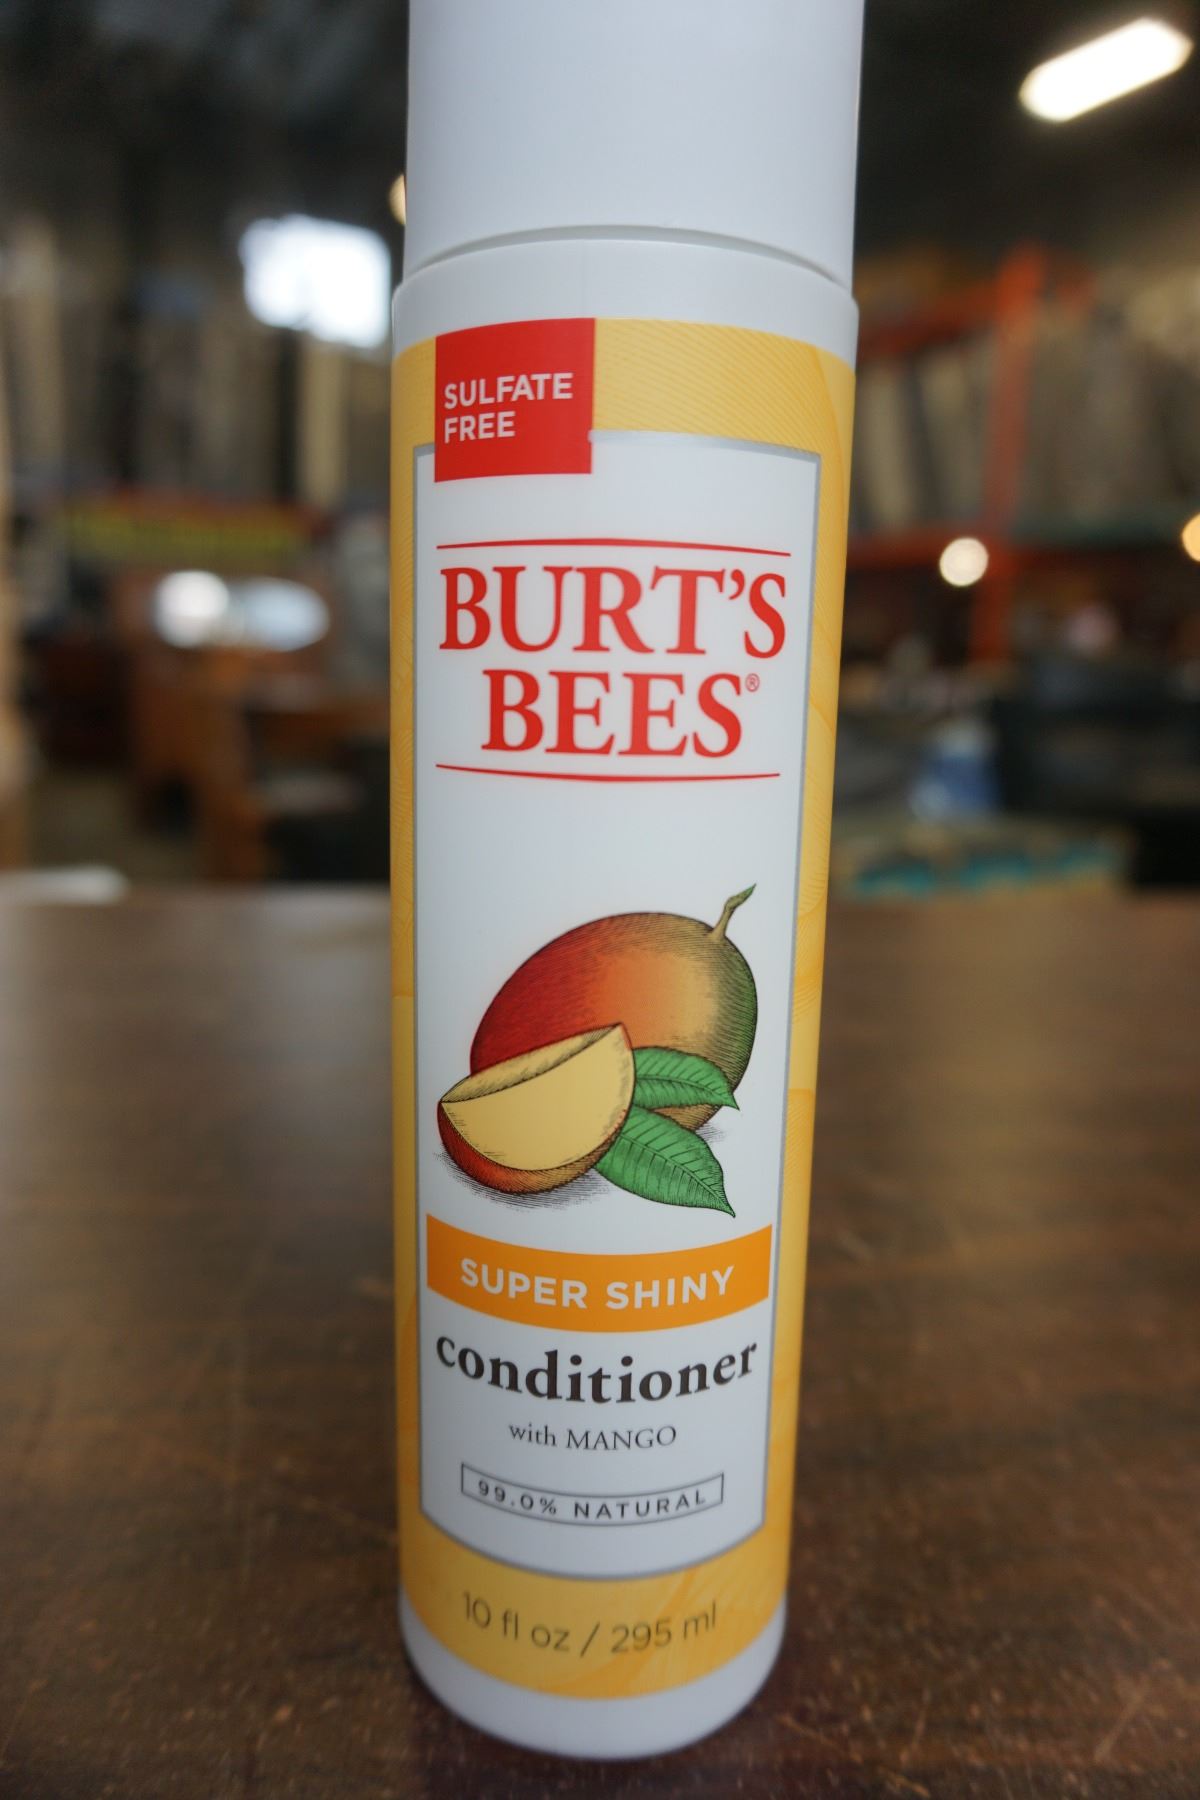 SULFATE
FREE
BURT'S
BEES®
SUPER SHINY
conditioner
with MANGO
99.0% NATURAL
10 fl oz / 295 ml